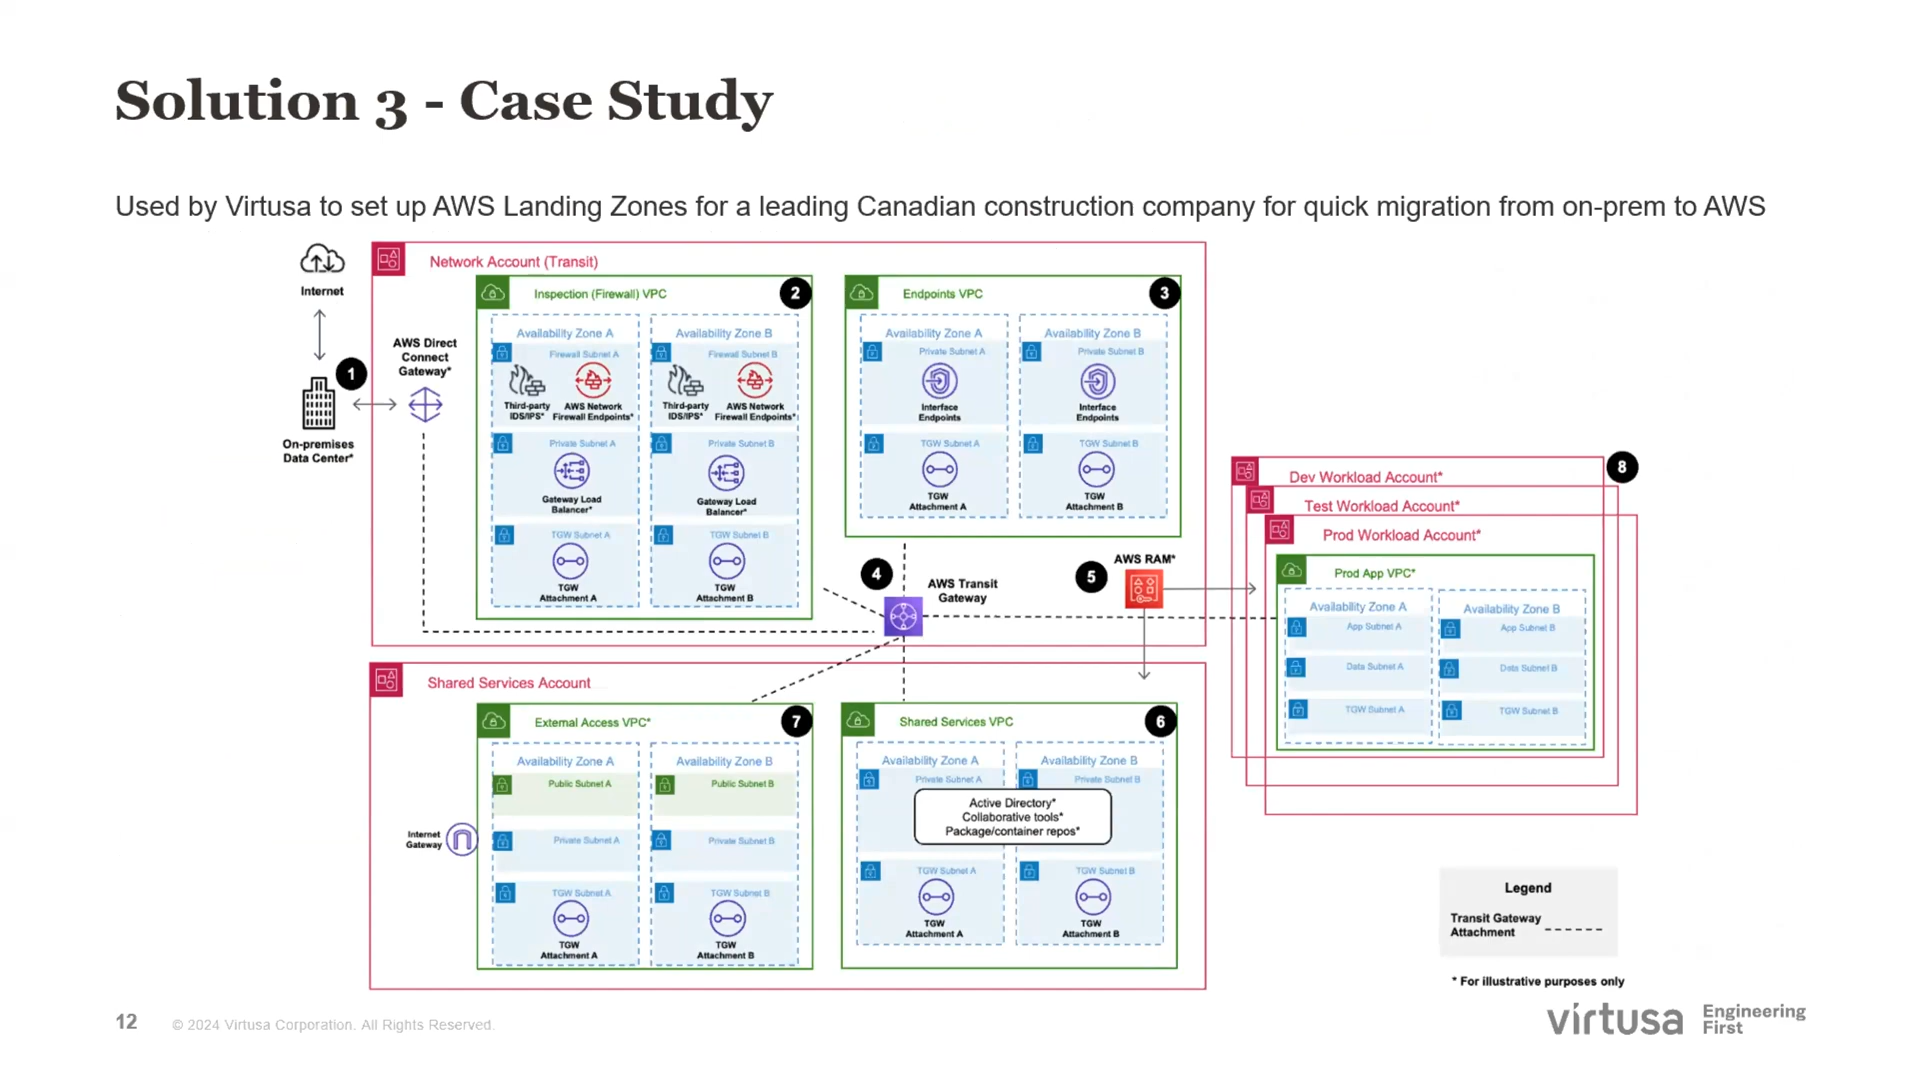 Solution 3 - Case Study
Used by Virtusa to set up AWS Landing Zones for a leading Canadian construction company for quick migration from on-prem to AWS
Internet
1
On-premises
Data Center*
AWS Direct
Connect
Gateway*
Network Account (Transit)
Inspection (Firewall) VPC
2
Availability Zone A
Firewall Subnet A
Third-party
IDS/IPS*
AWS Network
Firewall Endpoints*
Private Subnet A
Gateway Load
Balancer*
TGW Subnet A
TGW
Attachment A
Availability Zone B
Firewall Subnet B
Third-party
IDS/IPS*
AWS Network
Firewall Endpoints*
Private Subnet B
Gateway Load
Balancer*
TGW Subnet B
TGW
Attachment B
Endpoints VPC
3
Availability Zone A
Private Subnet A
Interface
Endpoints
TGW Subnet A
TGW
Attachment A
Availability Zone B
Private Subnet B
Interface
Endpoints
TGW Subnet B
TGW
Attachment B
4
AWS Transit
Gateway
5
AWS RAM*
Shared Services Account
External Access VPC*
7
Internet
Gateway
Availability Zone A
Public Subnet A
Private Subnet A
TGW Subnet A
TGW
Attachment A
Availability Zone B
Public Subnet B
Private Subnet B
TGW Subnet B
TGW
Attachment B
Shared Services VPC
6
Availability Zone A
Private Subnet A
Availability Zone B
Private Subnet B
Active Directory*
Collaborative tools*
Package/container repos*
TGW Subnet A
TGW
Attachment A
TGW Subnet B
TGW
Attachment B
8
Dev Workload Account*
Test Workload Account*
Prod Workload Account*
Prod App VPC*
Availability Zone A
App Subnet A
Data Subnet A
TGW Subnet A
Availability Zone B
App Subnet B
Data Subnet B
TGW Subnet B
Legend
Transit Gateway
Attachment
* For illustrative purposes only
12
© 2024 Virtusa Corporation. All Rights Reserved.
virtusa
Engineering
First